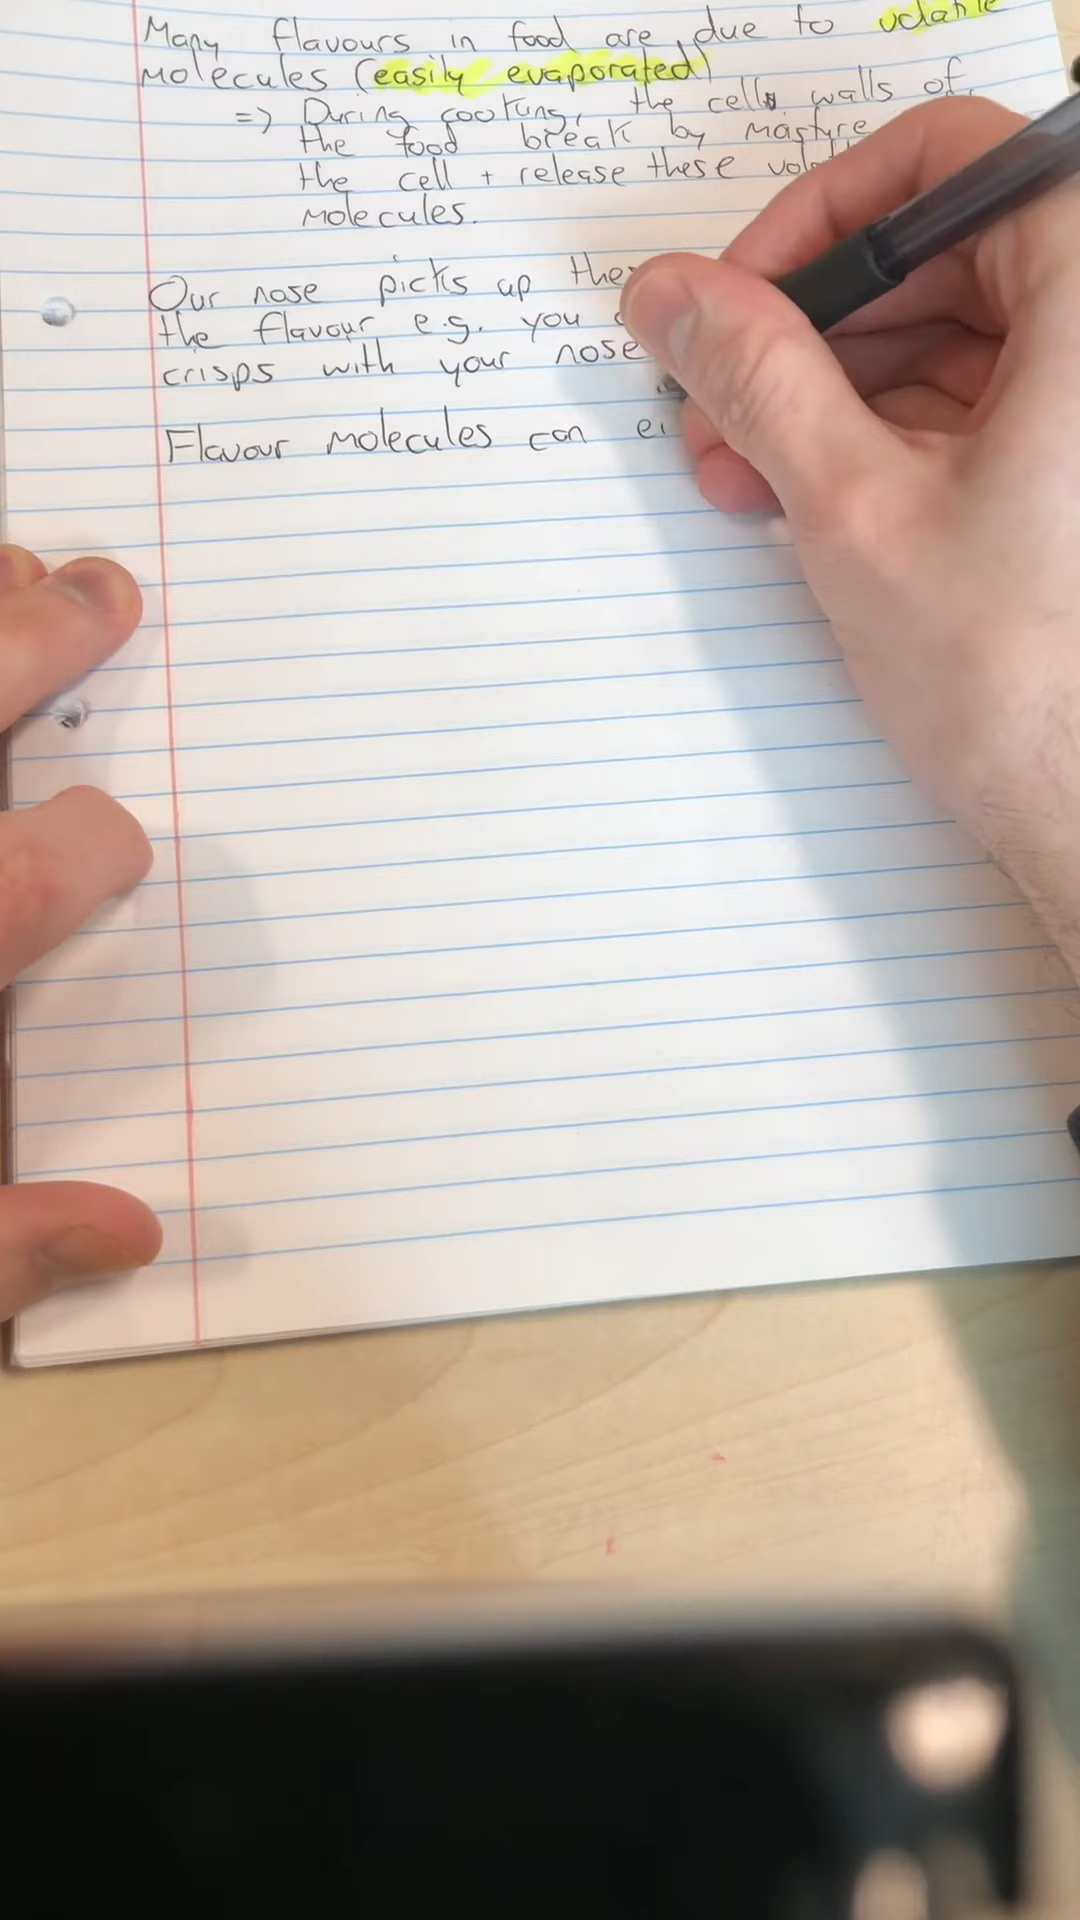 Many flavours in food are due to volatile
molecules (easily evaporated)
=> During cooking, the cell walls of
the food break by
the cell + release these
molecules.
Our nose picks up
the flavour e.g. you
crisps with your nose
Flavour molecules can